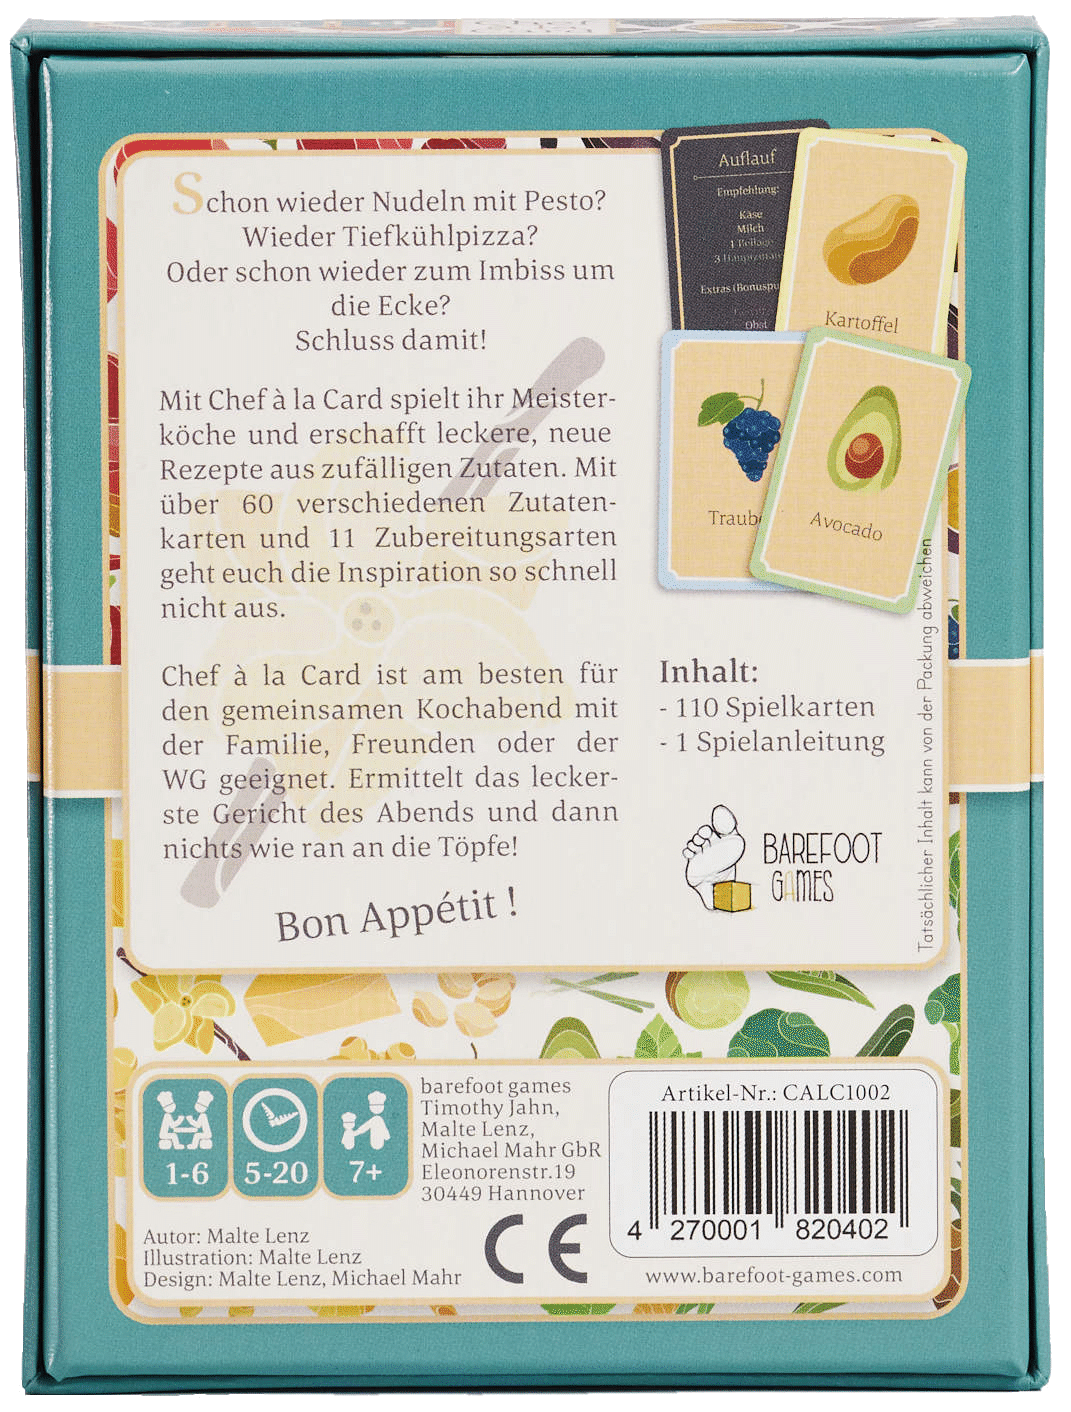 Schon wieder Nudeln mit Pesto?
Wieder Tiefkühlpizza?
Oder schon wieder zum Imbiss um
die Ecke?
Schluss damit!
Mit Chef à la Card spielt ihr Meister-
köche und erschafft leckere, neue
Rezepte aus zufälligen Zutaten. Mit
über 60 verschiedenen Zutaten-
karten und 11 Zubereitungsarten
geht euch die Inspiration so schnell
nicht aus.
Chef à la Card ist am besten für
den gemeinsamen Kochabend mit
der Familie, Freunden oder der
WG geeignet. Ermittelt das lecker-
ste Gericht des Abends und dann
nichts wie ran an die Töpfe!
Bon Appétit !
Auflauf
Empfehlung:
Käse
Milch
1 Beilage
Extras
Obst
Kartoffel
Avocado
Inhalt:
- 110 Spielkarten
- 1 Spielanleitung
BAREFOOT
GAMES
Tatsächlicher Inhalt kann von der Packung abweichen
1-6
5-20
7+
barefoot games
Timothy Jahn,
Malte Lenz,
Michael Mahr GbR
Eleonorenstr.19
30449 Hannover
Autor: Malte Lenz
Illustration: Malte Lenz
Design: Malte Lenz, Michael Mahr
CE
Artikel-Nr.: CALC1002
4 270001 820402
www.barefoot-games.com